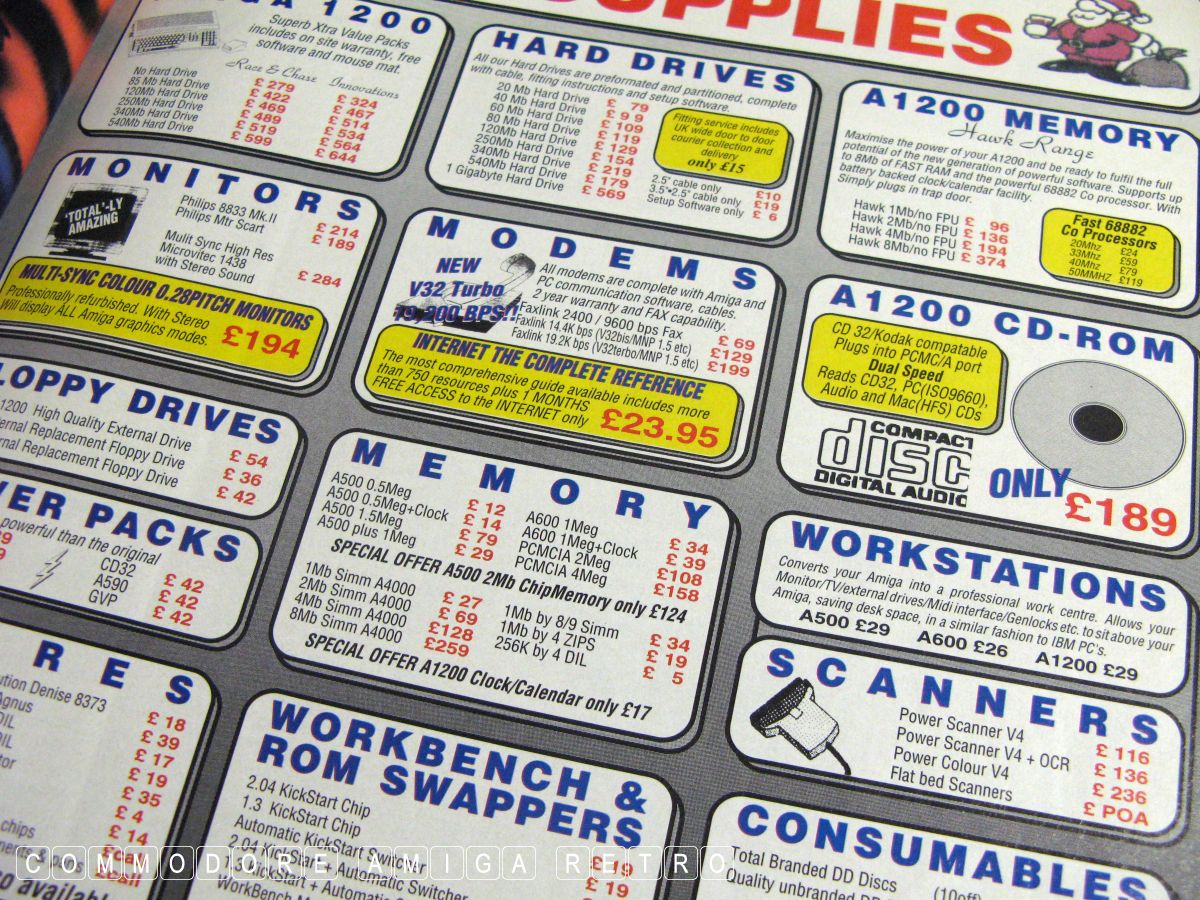 SUPPLIES
A 1200
Superb Xtra Value Packs
includes on site warranty, free
software and mouse mat.
Race & Chase Innovations
No Hard Drive £ 279 £ 324
85 Mb Hard Drive £ 422 £ 467
120Mb Hard Drive £ 469 £ 514
250Mb Hard Drive £ 489 £ 534
340Mb Hard Drive £ 519 £ 564
540Mb Hard Drive £ 599 £ 644
HARD DRIVES
All our Hard Drives are preformated and partitioned, complete
with cable, fitting instructions and setup software.
20 Mb Hard Drive £ 79
40 Mb Hard Drive £ 9 9
60 Mb Hard Drive £ 109
80 Mb Hard Drive £ 119
120Mb Hard Drive £ 129
250Mb Hard Drive £ 154
340Mb Hard Drive £ 219
540Mb Hard Drive £ 179
1 Gigabyte Hard Drive £ 569
Fitting service includes
UK wide door to door
courier collection and
delivery
only £15
2.5" cable only £10
3.5"•2.5" cable only £19
Setup Software only £ 6
A1200 MEMORY
Hawk Range
Maximise the power of your A1200 and be ready to fulfil the full
potential of the new generation of powerful software. Supports up
to 8Mb of FAST RAM and the powerful 68882 Co processor. With
battery backed clock/calendar facility.
Simply plugs in trap door.
Hawk 1Mb/no FPU £ 96
Hawk 2Mb/no FPU £ 136
Hawk 4Mb/no FPU £ 194
Hawk 8Mb/no FPU £ 374
Fast 68882
Co Processors
20Mhz £24
33Mhz £59
40Mhz £79
50MMHZ £119
MONITORS
'TOTAL'-LY
AMAZING
Philips 8833 Mk.II £ 214
Philips Mtr Scart £ 189
Mulit Sync High Res
Microvitec 1438
with Stereo Sound £ 284
MULTI-SYNC COLOUR 0.28PITCH MONITORS
Professionally refurbished. With Stereo
Will display ALL Amiga graphics modes. £194
MODEMS
NEW
V32 Turbo
19,200 BPS!!
All modems are complete with Amiga and
PC communication software, cables.
2 year warranty and FAX capability.
Faxlink 2400 / 9600 bps Fax £ 69
Faxlink 14.4K bps (V32bis/MNP 1.5 etc) £129
Faxlink 19.2K bps (V32terbo/MNP 1.5 etc) £199
INTERNET THE COMPLETE REFERENCE
The most comprehensive guide available includes more
than 750 resources plus 1 MONTHS
FREE ACCESS to the INTERNET only £23.95
A1200 CD-ROM
CD 32/Kodak compatable
Plugs into PCMC/A port
Dual Speed
Reads CD32, PC(ISO9660),
Audio and Mac(HFS) CDs
COMPACT
disc
DIGITAL AUDIO
ONLY £189
LOPPY DRIVES
1200 High Quality External Drive £ 54
ernal Replacement Floppy Drive £ 36
rnal Replacement Floppy Drive £ 42
ER PACKS
powerful than the original
CD32 £ 42
A590 £ 42
GVP £ 42
MEMORY
A500 0.5Meg £ 12
A500 0.5Meg+Clock £ 14
A500 1.5Meg £ 79
A500 plus 1Meg £ 29
A600 1Meg £ 34
A600 1Meg+Clock £ 39
PCMCIA 2Meg £108
PCMCIA 4Meg £158
SPECIAL OFFER A500 2Mb ChipMemory only £124
1Mb Simm A4000 £ 27
2Mb Simm A4000 £ 69
4Mb Simm A4000 £128
8Mb Simm A4000 £259
1Mb by 8/9 Simm £ 34
1Mb by 4 ZIPS £ 19
256K by 4 DIL £ 5
SPECIAL OFFER A1200 Clock/Calendar only £17
WORKSTATIONS
Converts your Amiga into a professional work centre. Allows your
Monitor/TV/external drives/Midi interface/Genlocks etc. to sit above your
Amiga, saving desk space, in a similar fashion to IBM PC's.
A500 £29 A600 £26 A1200 £29
SCANNERS
Power Scanner V4 £ 116
Power Scanner V4 + OCR £ 136
Power Colour V4 £ 236
Flat bed Scanners £ POA
RES
ution Denise 8373 £ 18
Agnus £ 39
DIL £ 17
DIL £ 19
tor £ 35
£ 4
chips £ 14
available
WORKBENCH &
ROM SWAPPERS
2.04 KickStart Chip
1.3 KickStart Chip
Automatic KickStart Switcher
2.04 KickStart + Automatic Switcher £19
KickStart + Automatic £ 19
WorkBench
CONSUMABLES
Total Branded DD Discs (10off)
Quality unbranded
COMMODORE AMIGA RETRO